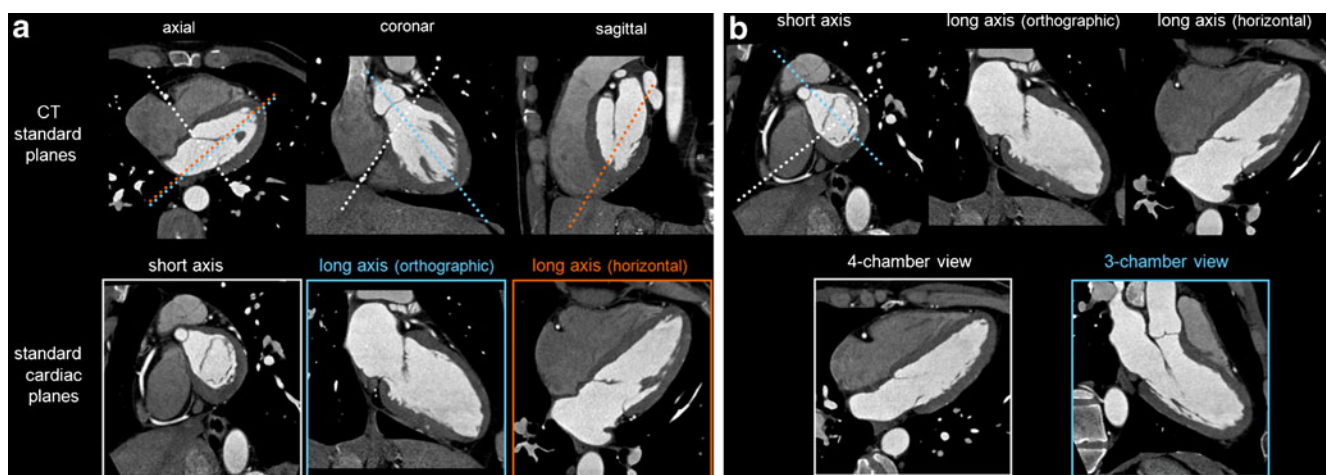 a
axial
coronar
sagittal
CT
standard
planes
short axis
long axis (orthographic)
long axis (horizontal)
standard
cardiac
planes
b
short axis
long axis (orthographic)
long axis (horizontal)
4-chamber view
3-chamber view